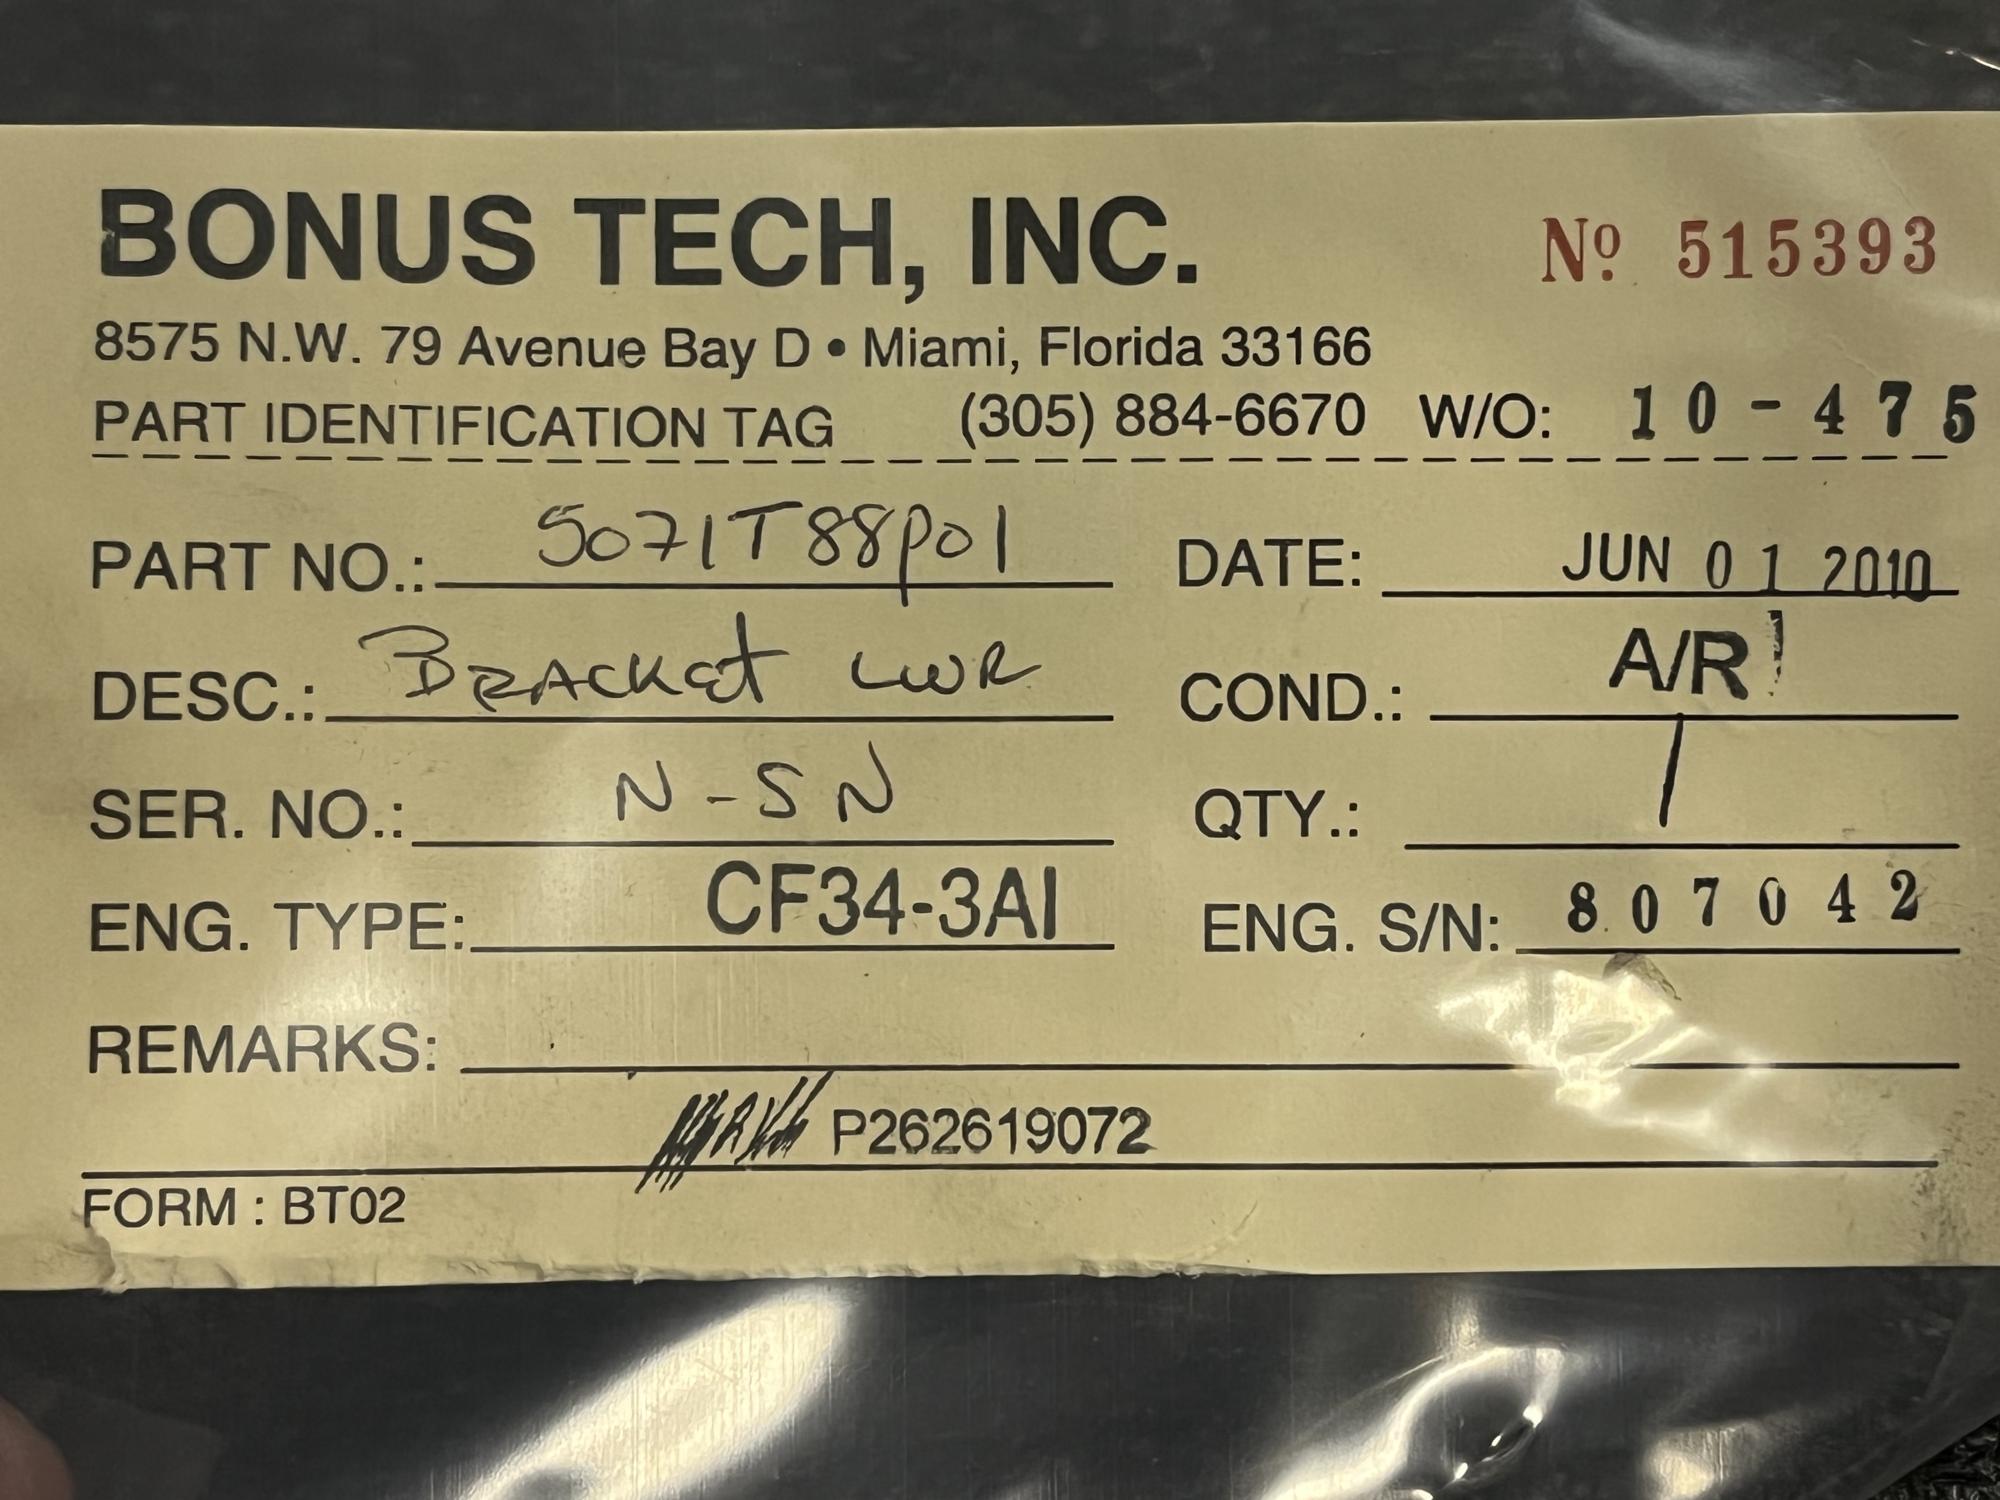 BONUS TECH, INC. Nº 515393
8575 N.W. 79 Avenue Bay D • Miami, Florida 33166
PART IDENTIFICATION TAG (305) 884-6670 W/O: 10-475
PART NO.: 5071T88p01 DATE: JUN 01 2010
DESC.: BRACKet LWR COND.: A/R
SER. NO.: N-SN QTY.: 1
ENG. TYPE: CF34-3A1 ENG. S/N: 807042
REMARKS:
P262619072
FORM : BT02